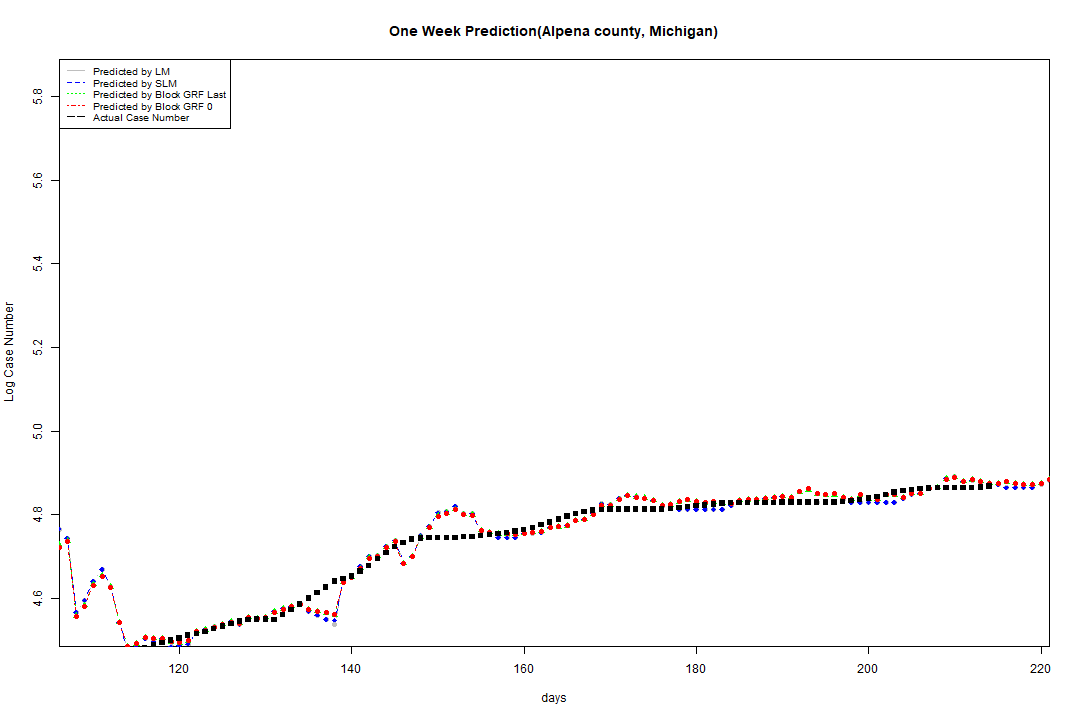 One Week Prediction(Alpena county, Michigan)
Predicted by LM
Predicted by SLM
Predicted by Block GRF Last
Predicted by Block GRF 0
Actual Case Number
5.8
5.6
5.4
5.2
5.0
4.8
4.6
Log Case Number
120 140 160 180 200 220
days